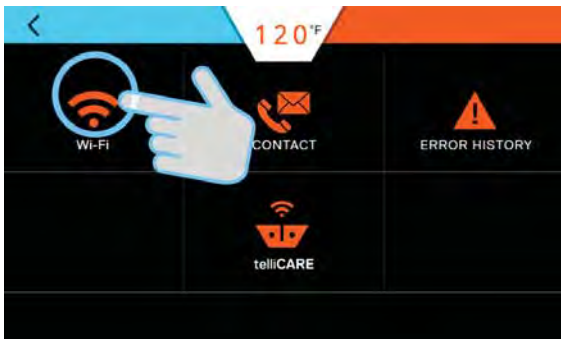 120°F
Wi-Fi
CONTACT
ERROR HISTORY
telliCARE